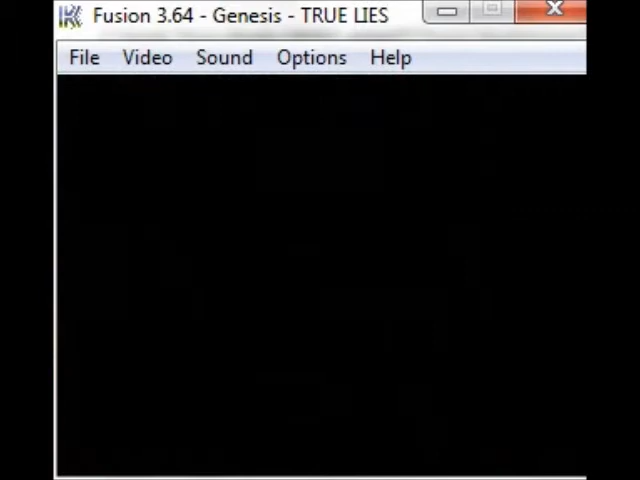 Fusion 3.64 - Genesis - TRUE LIES
File Video Sound Options Help